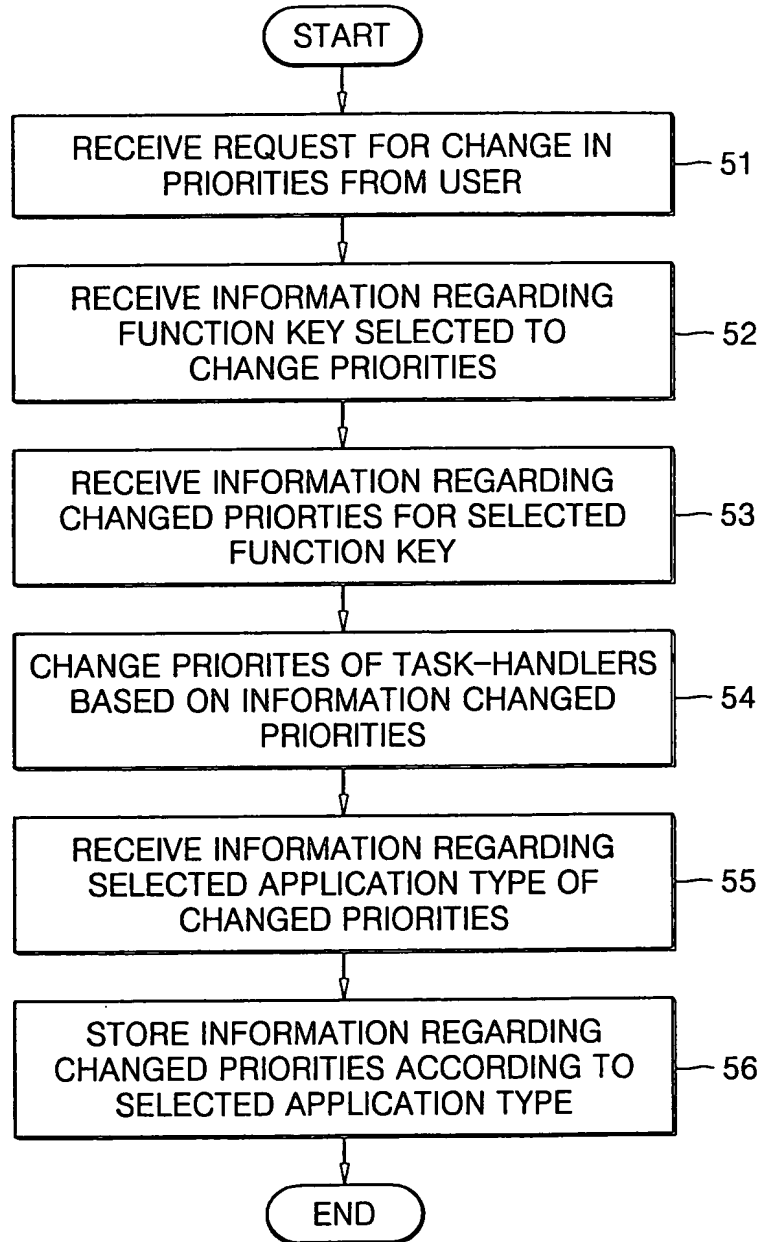 START
RECEIVE REQUEST FOR CHANGE IN
PRIORITIES FROM USER
51
RECEIVE INFORMATION REGARDING
FUNCTION KEY SELECTED TO
CHANGE PRIORITIES
52
RECEIVE INFORMATION REGARDING
CHANGED PRIORTIES FOR SELECTED
FUNCTION KEY
53
CHANGE PRIORITES OF TASK-HANDLERS
BASED ON INFORMATION CHANGED
PRIORITIES
54
RECEIVE INFORMATION REGARDING
SELECTED APPLICATION TYPE OF
CHANGED PRIORITIES
55
STORE INFORMATION REGARDING
CHANGED PRIORITIES ACCORDING TO
SELECTED APPLICATION TYPE
56
END